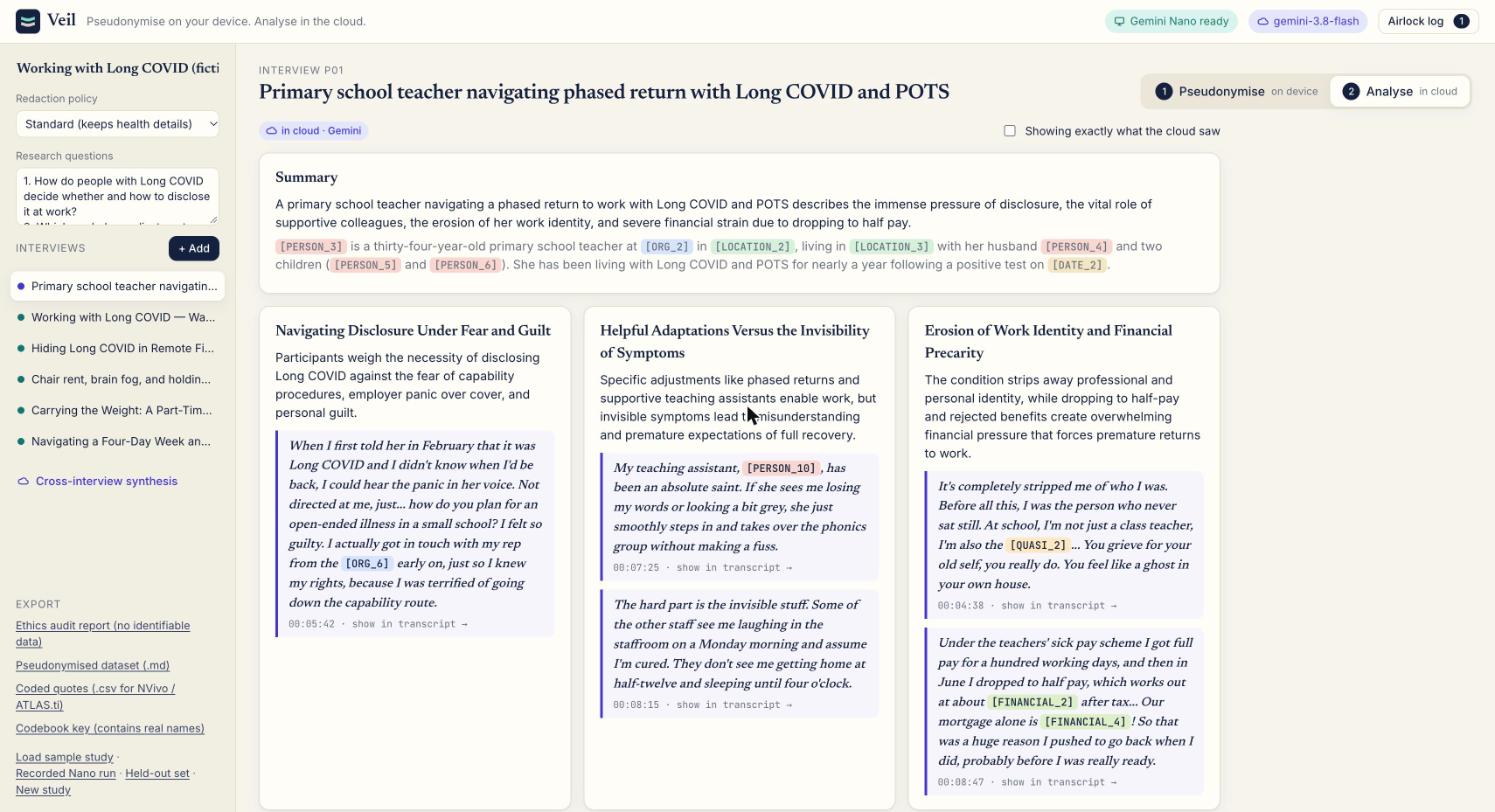 Veil
Pseudonymise on your device. Analyse in the cloud.
Gemini Nano ready
gemini-3.8-flash
Airlock log 1
Working with Long COVID (ficti
Redaction policy
Standard (keeps health details)
Research questions
1. How do people with Long COVID
decide whether and how to disclose
it at work?
INTERVIEWS
+ Add
Primary school teacher navigatin...
Working with Long COVID — Wa...
Hiding Long COVID in Remote Fi...
Chair rent, brain fog, and holdin...
Carrying the Weight: A Part-Tim...
Navigating a Four-Day Week an...
Cross-interview synthesis
EXPORT
Ethics audit report (no identifiable
data)
Pseudonymised dataset (.md)
Coded quotes (.csv for NVivo /
ATLAS.ti)
Codebook key (contains real names)
Load sample study ·
Recorded Nano run · Held-out set ·
New study
INTERVIEW P01
Primary school teacher navigating phased return with Long COVID and POTS
1 Pseudonymise on device
2 Analyse in cloud
in cloud · Gemini
Showing exactly what the cloud saw
Summary
A primary school teacher navigating a phased return to work with Long COVID and POTS describes the immense pressure of disclosure, the vital role of
supportive colleagues, the erosion of her work identity, and severe financial strain due to dropping to half pay.
[PERSON_3] is a thirty-four-year-old primary school teacher at [ORG_2] in [LOCATION_2], living in [LOCATION_3] with her husband [PERSON_4] and two
children ([PERSON_5] and [PERSON_6]). She has been living with Long COVID and POTS for nearly a year following a positive test on [DATE_2].
Navigating Disclosure Under Fear and Guilt
Participants weigh the necessity of disclosing
Long COVID against the fear of capability
procedures, employer panic over cover, and
personal guilt.
When I first told her in February that it was
Long COVID and I didn't know when I'd be
back, I could hear the panic in her voice. Not
directed at me, just... how do you plan for an
open-ended illness in a small school? I felt so
guilty. I actually got in touch with my rep
from the [ORG_6] early on, just so I knew
my rights, because I was terrified of going
down the capability route.
00:05:42 · show in transcript →
Helpful Adaptations Versus the Invisibility
of Symptoms
Specific adjustments like phased returns and
supportive teaching assistants enable work, but
invisible symptoms lead to misunderstanding
and premature expectations of full recovery.
My teaching assistant, [PERSON_10], has
been an absolute saint. If she sees me losing
my words or looking a bit grey, she just
smoothly steps in and takes over the phonics
group without making a fuss.
00:07:25 · show in transcript →
The hard part is the invisible stuff. Some of
the other staff see me laughing in the
staffroom on a Monday morning and assume
I'm cured. They don't see me getting home at
half-twelve and sleeping until four o'clock.
00:08:15 · show in transcript →
Erosion of Work Identity and Financial
Precarity
The condition strips away professional and
personal identity, while dropping to half-pay
and rejected benefits create overwhelming
financial pressure that forces premature returns
to work.
It's completely stripped me of who I was.
Before all this, I was the person who never
sat still. At school, I'm not just a class teacher,
I'm also the [QUASI_2]... You grieve for your
old self, you really do. You feel like a ghost in
your own house.
00:04:38 · show in transcript →
Under the teachers' sick pay scheme I got full
pay for a hundred working days, and then in
June I dropped to half pay, which works out
at about [FINANCIAL_2] after tax... Our
mortgage alone is [FINANCIAL_4]! So that
was a huge reason I pushed to go back when I
did, probably before I was really ready.
00:08:47 · show in transcript →